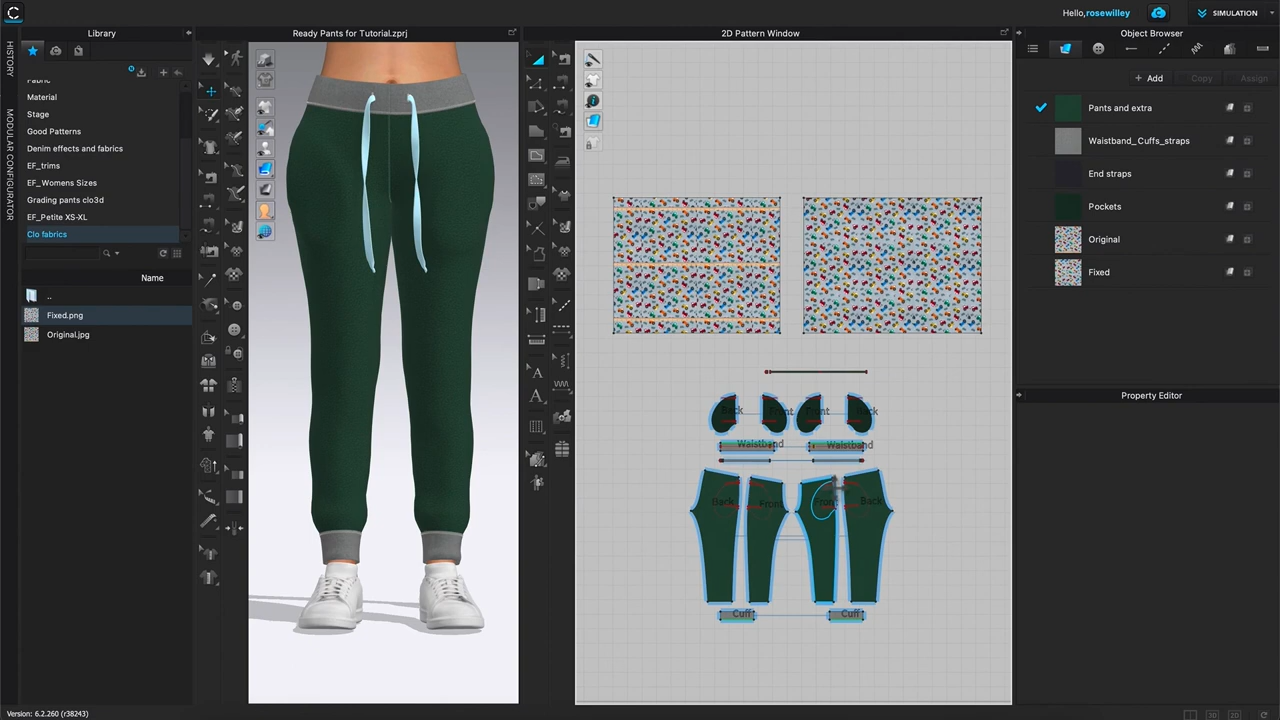 Hello,rosewilley
SIMULATION
Library
Ready Pants for Tutorial.zprj
2D Pattern Window
Object Browser
HISTORY
MODULAR CONFIGURATOR
Fabric
Material
Stage
Good Patterns
Denim effects and fabrics
EF_trims
EF_Womens Sizes
Grading pants clo3d
EF_Petite XS-XL
Clo fabrics
Name
..
Fixed.png
Original.jpg
Back
Front
Front
Back
Waistband
Waistband
Back
Front
Front
Back
Cuff
Cuff
+ Add
Copy
Assign
Pants and extra
Waistband_Cuffs_straps
End straps
Pockets
Original
Fixed
Property Editor
Version: 6.2.260 (r38243)
3D
2D